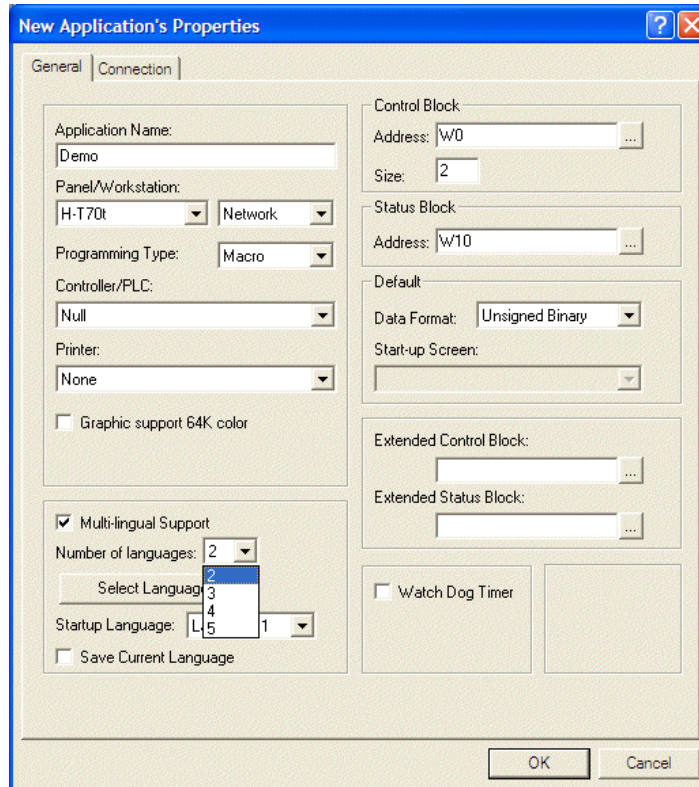 New Application's Properties
General Connection
Application Name:
Demo
Panel/Workstation:
H-T70t Network
Programming Type: Macro
Controller/PLC:
Null
Printer:
None
Graphic support 64K color
Multi-lingual Support
Number of languages: 2
2
3
4
5
Select Languag
Startup Language: L 1
Save Current Language
Control Block
Address: W0 ...
Size: 2
Status Block
Address: W10 ...
Default
Data Format: Unsigned Binary
Start-up Screen:
Extended Control Block:
...
Extended Status Block:
...
Watch Dog Timer
OK Cancel